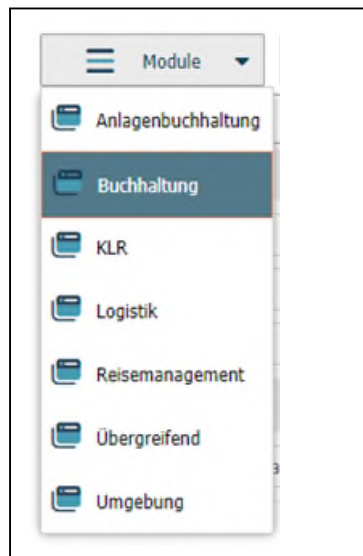 Module
Anlagenbuchhaltung
Buchhaltung
KLR
Logistik
Reisemanagement
Übergreifend
Umgebung